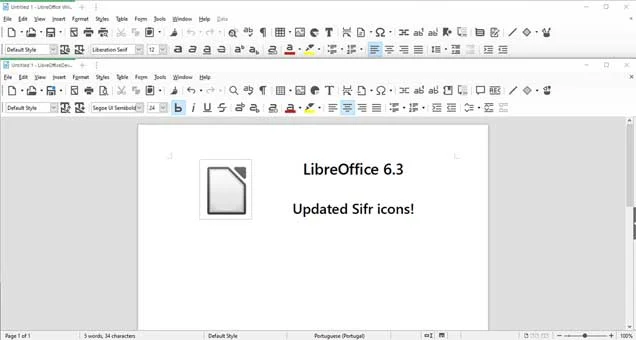 Untitled 1 - LibreOffice Wri...
File Edit View Insert Format Styles Table Form Tools Window Help Data
Default Style Liberation Serif 12
Untitled 1 - LibreOfficeDev...
File Edit View Insert Format Styles Table Form Tools Window Help
Default Style Segoe UI Semibold 24
LibreOffice 6.3
Updated Sifr icons!
Page 1 of 1 5 words, 34 characters Default Style Portuguese (Portugal) 100%